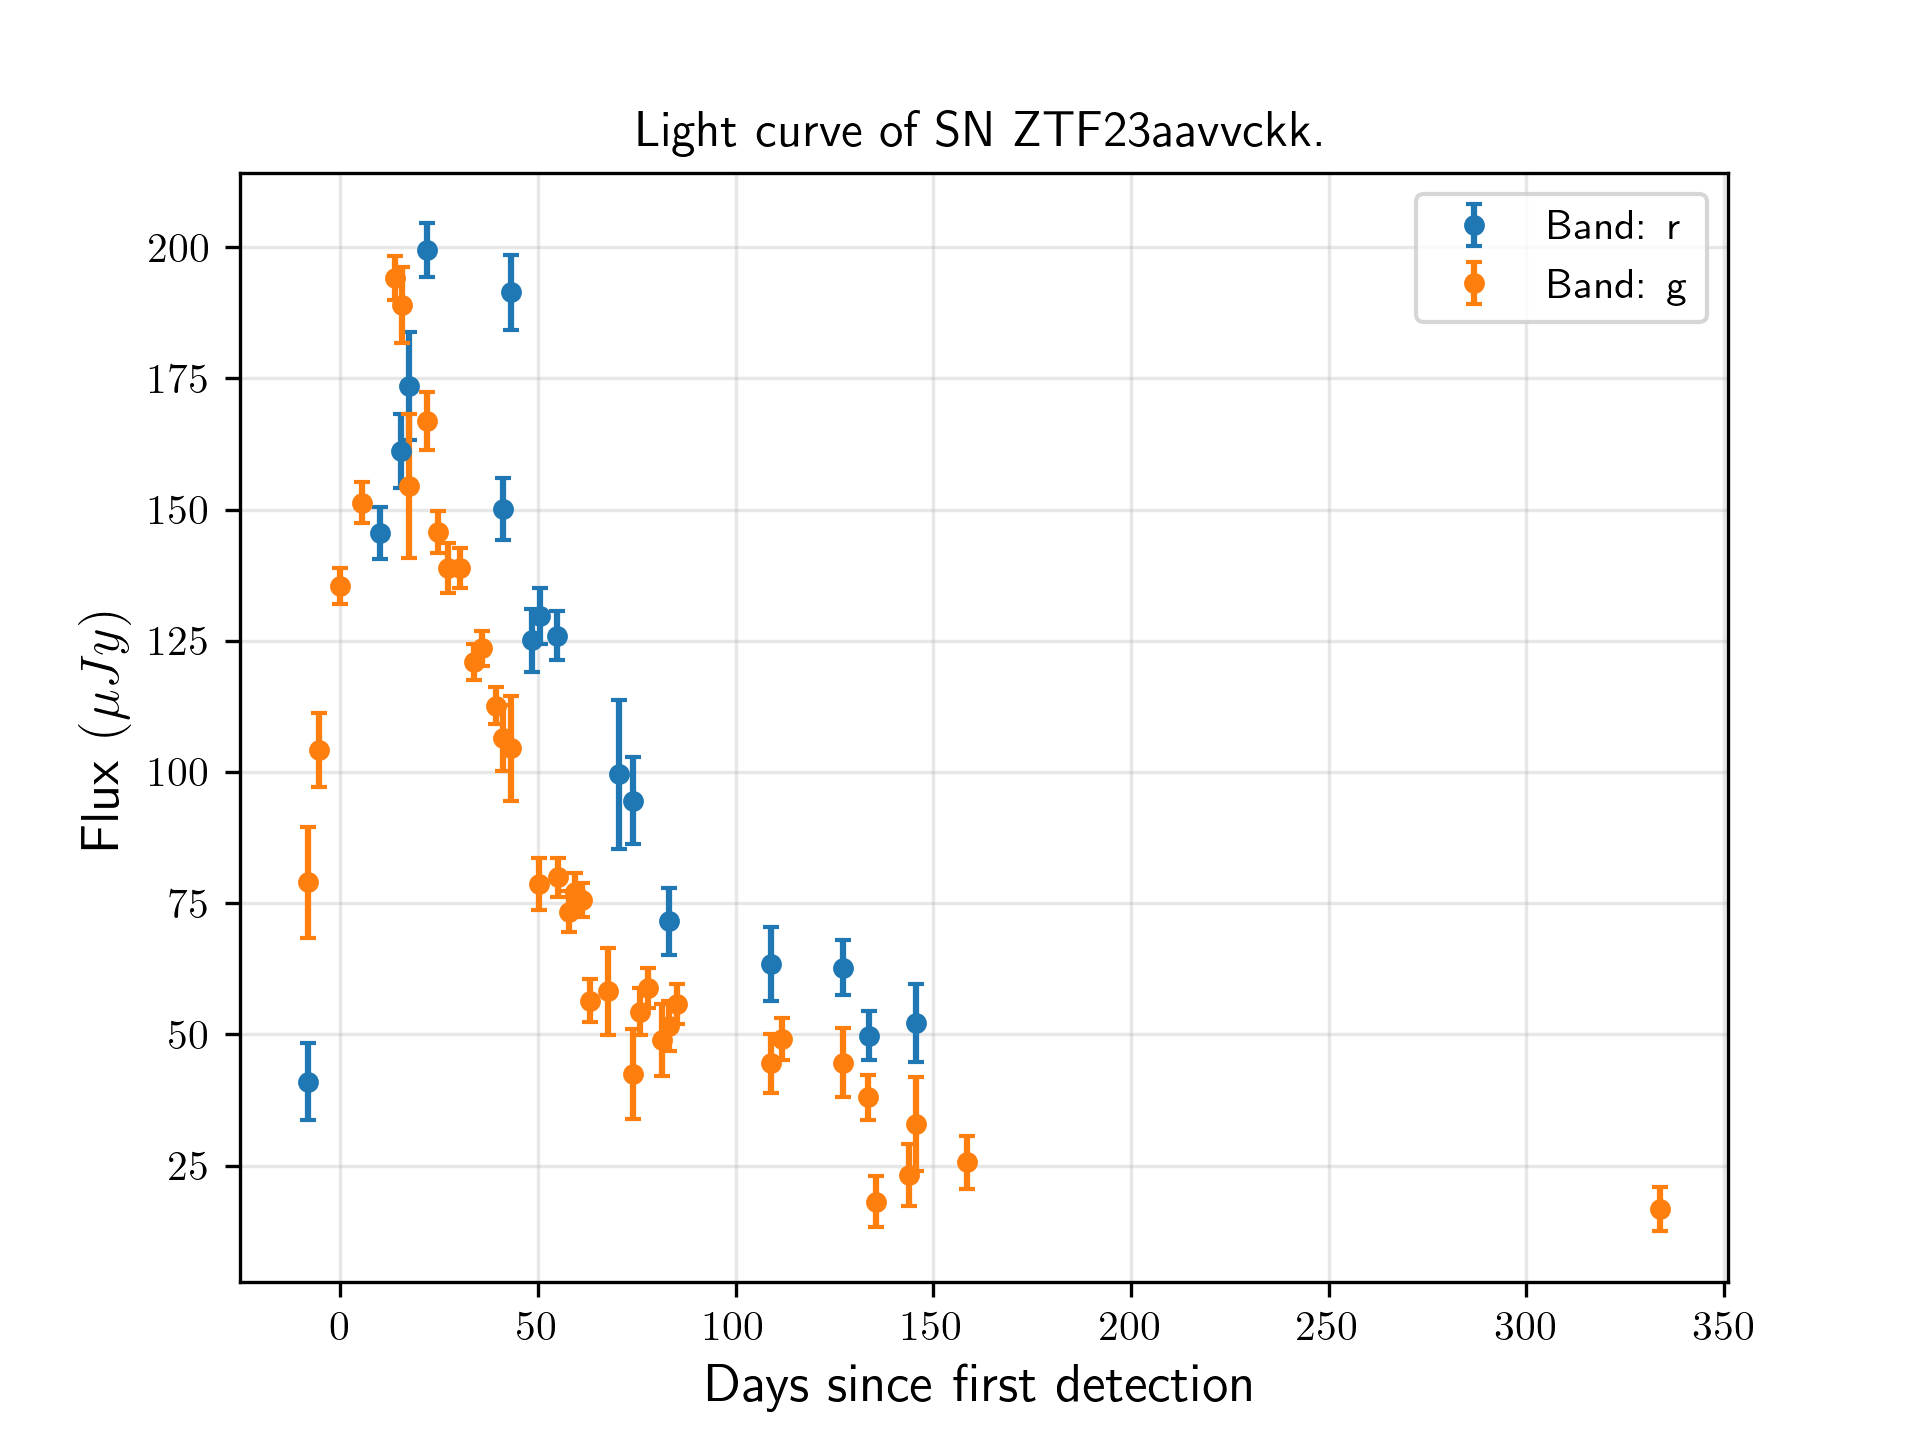 Light curve of SN ZTF23aavvckk.
Band: r
Band: g
200
175
150
125
100
75
50
25
Flux (μJy)
0 50 100 150 200 250 300 350
Days since first detection